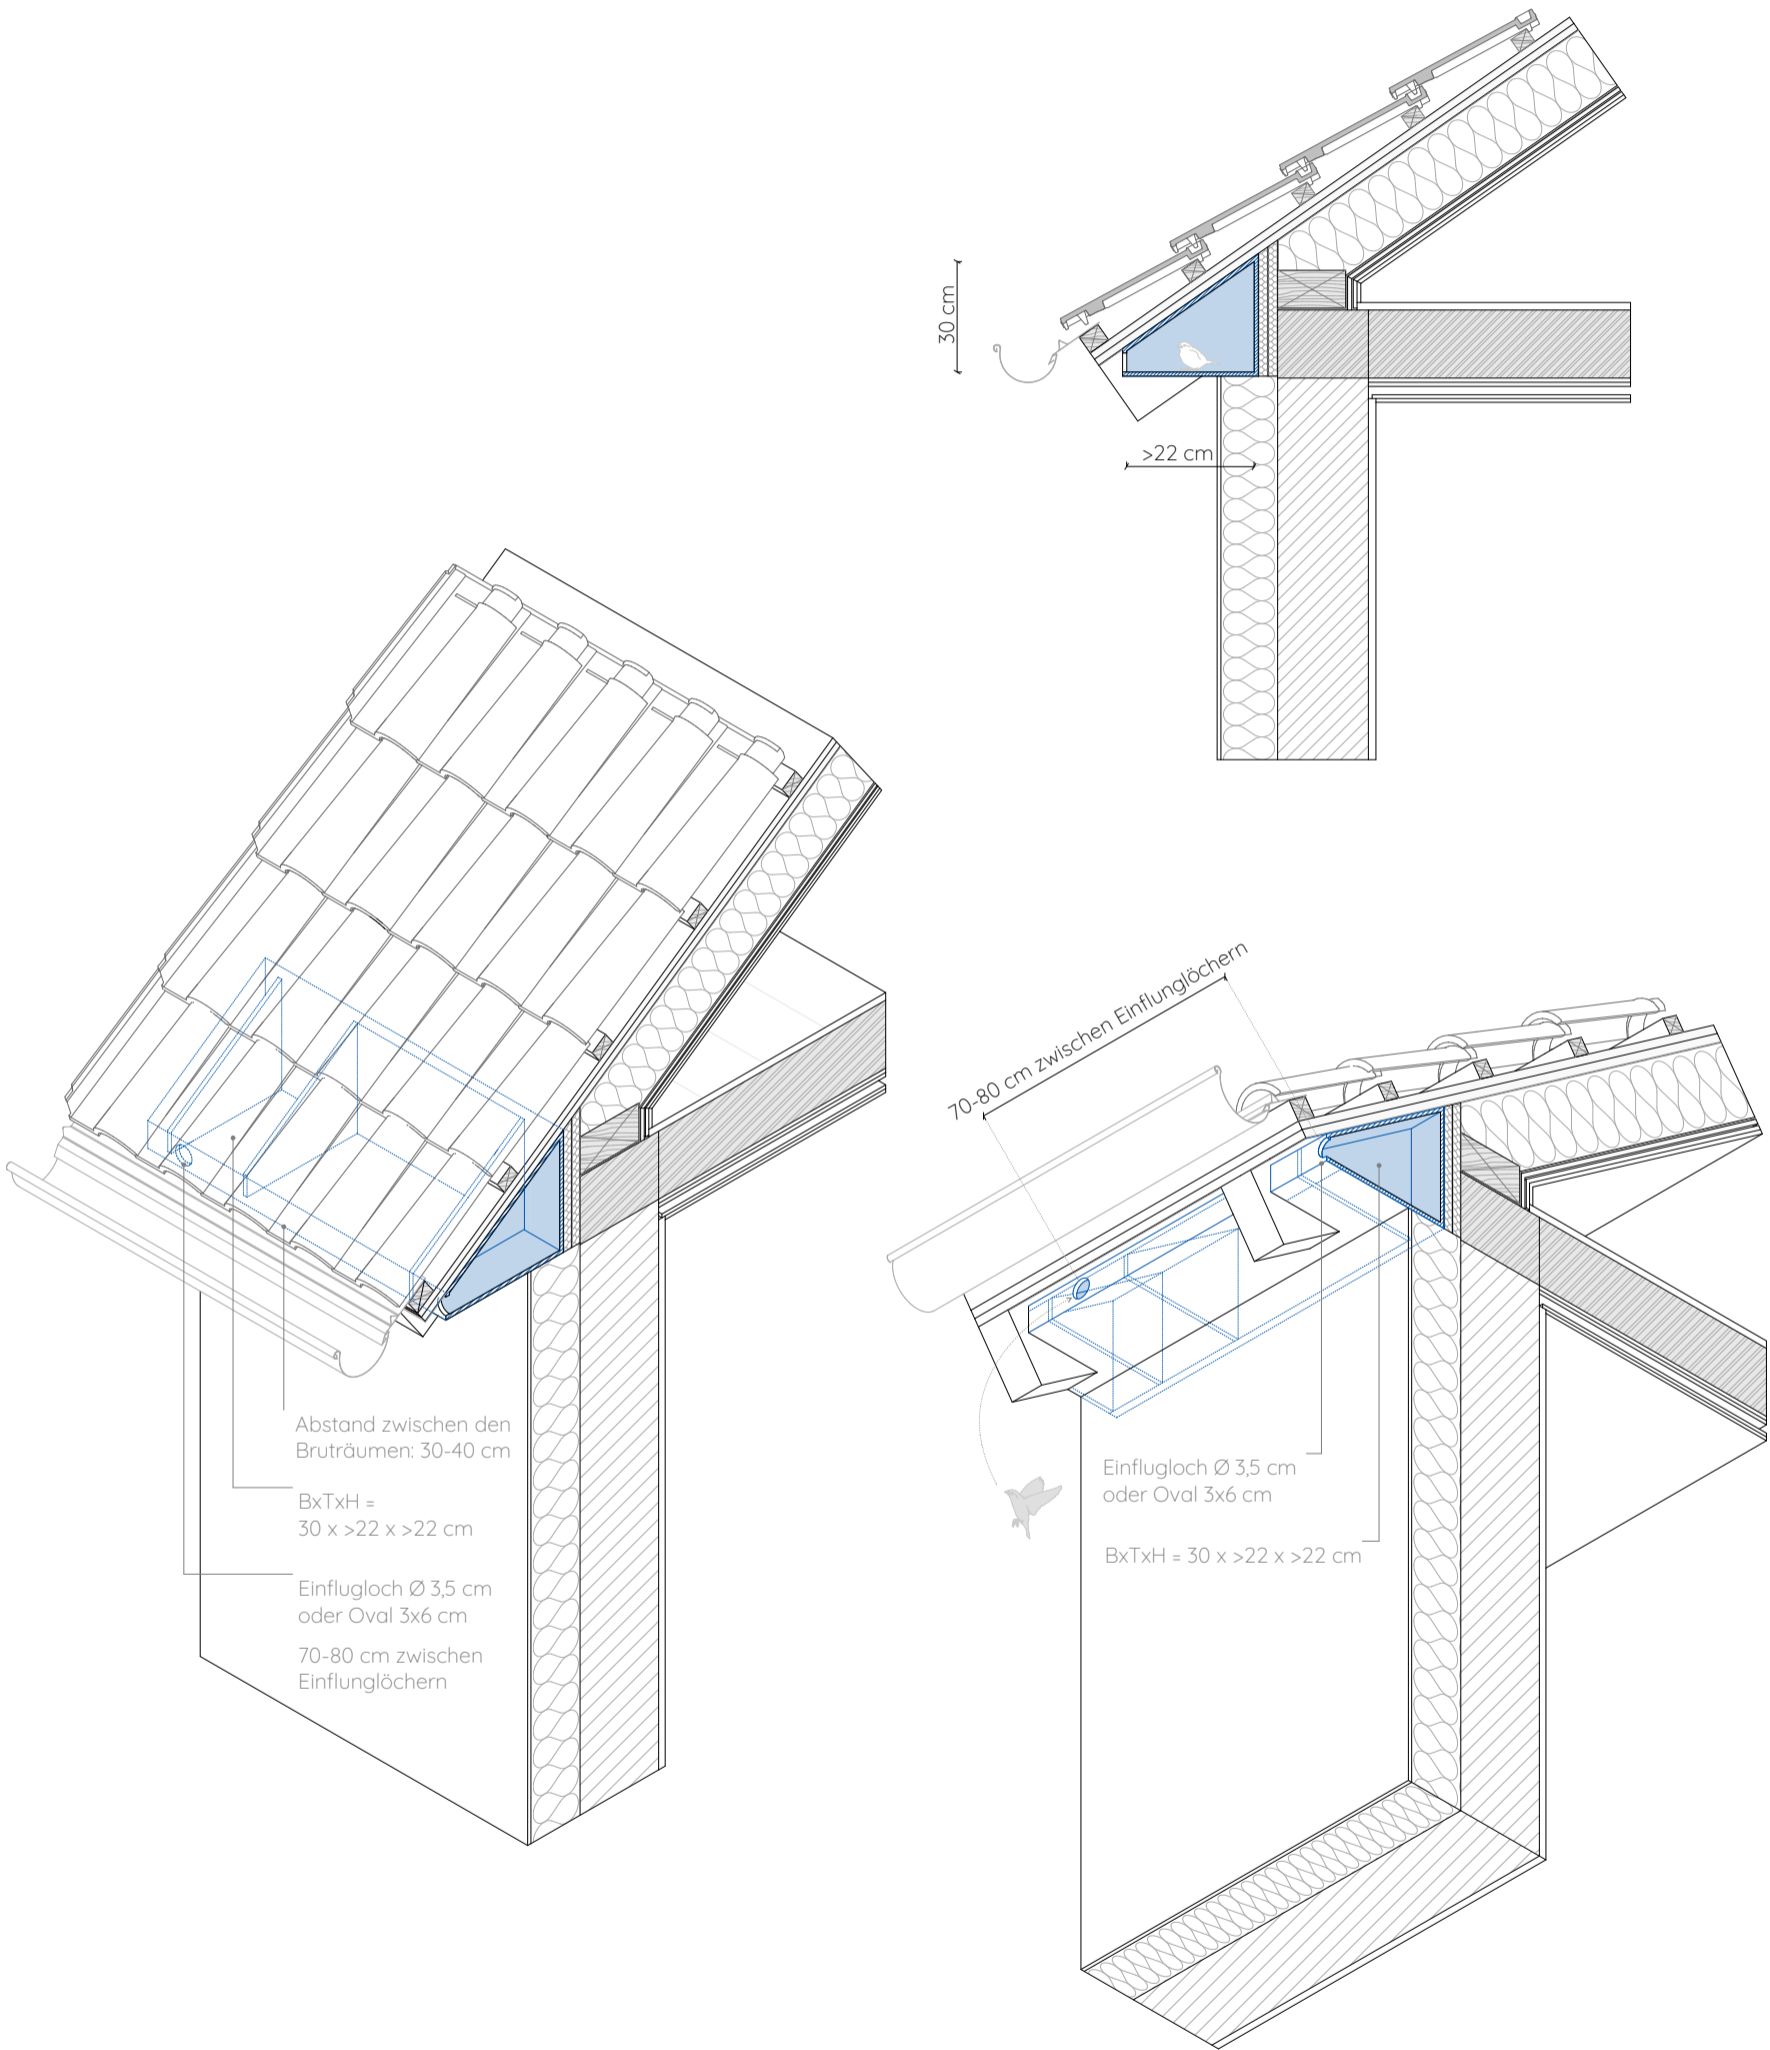 30 cm
>22 cm
70-80 cm zwischen Einflunglöchern
Abstand zwischen den
Bruträumen: 30-40 cm
BxTxH =
30 x >22 x >22 cm
Einflugloch Ø 3,5 cm
oder Oval 3x6 cm
70-80 cm zwischen
Einflunglöchern
Einflugloch Ø 3,5 cm
oder Oval 3x6 cm
BxTxH = 30 x >22 x >22 cm